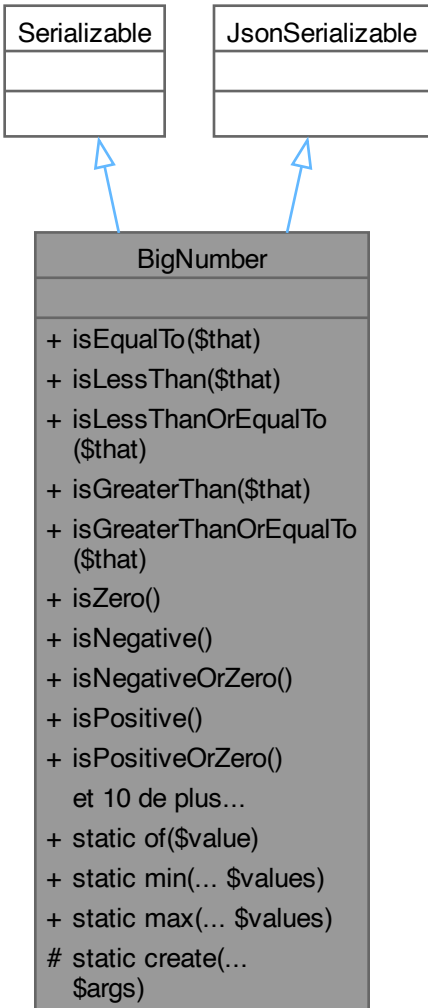 Serializable
JsonSerializable
BigNumber
+ isEqualTo($that)
+ isLessThan($that)
+ isLessThanOrEqualTo
($that)
+ isGreaterThan($that)
+ isGreaterThanOrEqualTo
($that)
+ isZero()
+ isNegative()
+ isNegativeOrZero()
+ isPositive()
+ isPositiveOrZero()
et 10 de plus...
+ static of($value)
+ static min(... $values)
+ static max(... $values)
# static create(...
$args)